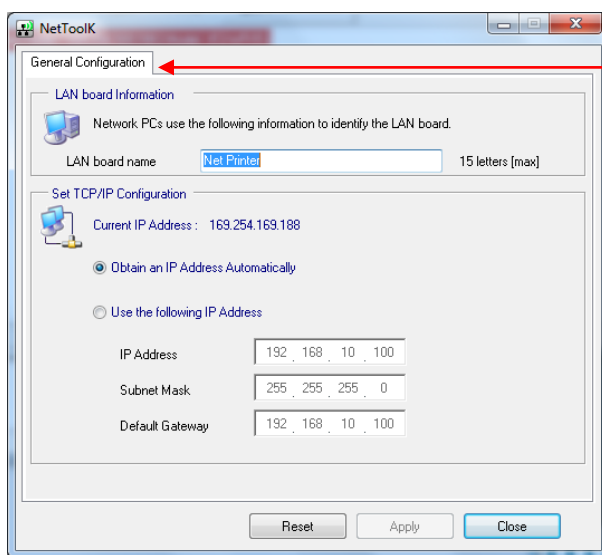 NetToolK
General Configuration
LAN board Information
Network PCs use the following information to identify the LAN board.
LAN board name Net Printer 15 letters [max]
Set TCP/IP Configuration
Current IP Address : 169.254.169.188
Obtain an IP Address Automatically
Use the following IP Address
IP Address 192 . 168 . 10 . 100
Subnet Mask 255 . 255 . 255 . 0
Default Gateway 192 . 168 . 10 . 100
Reset Apply Close